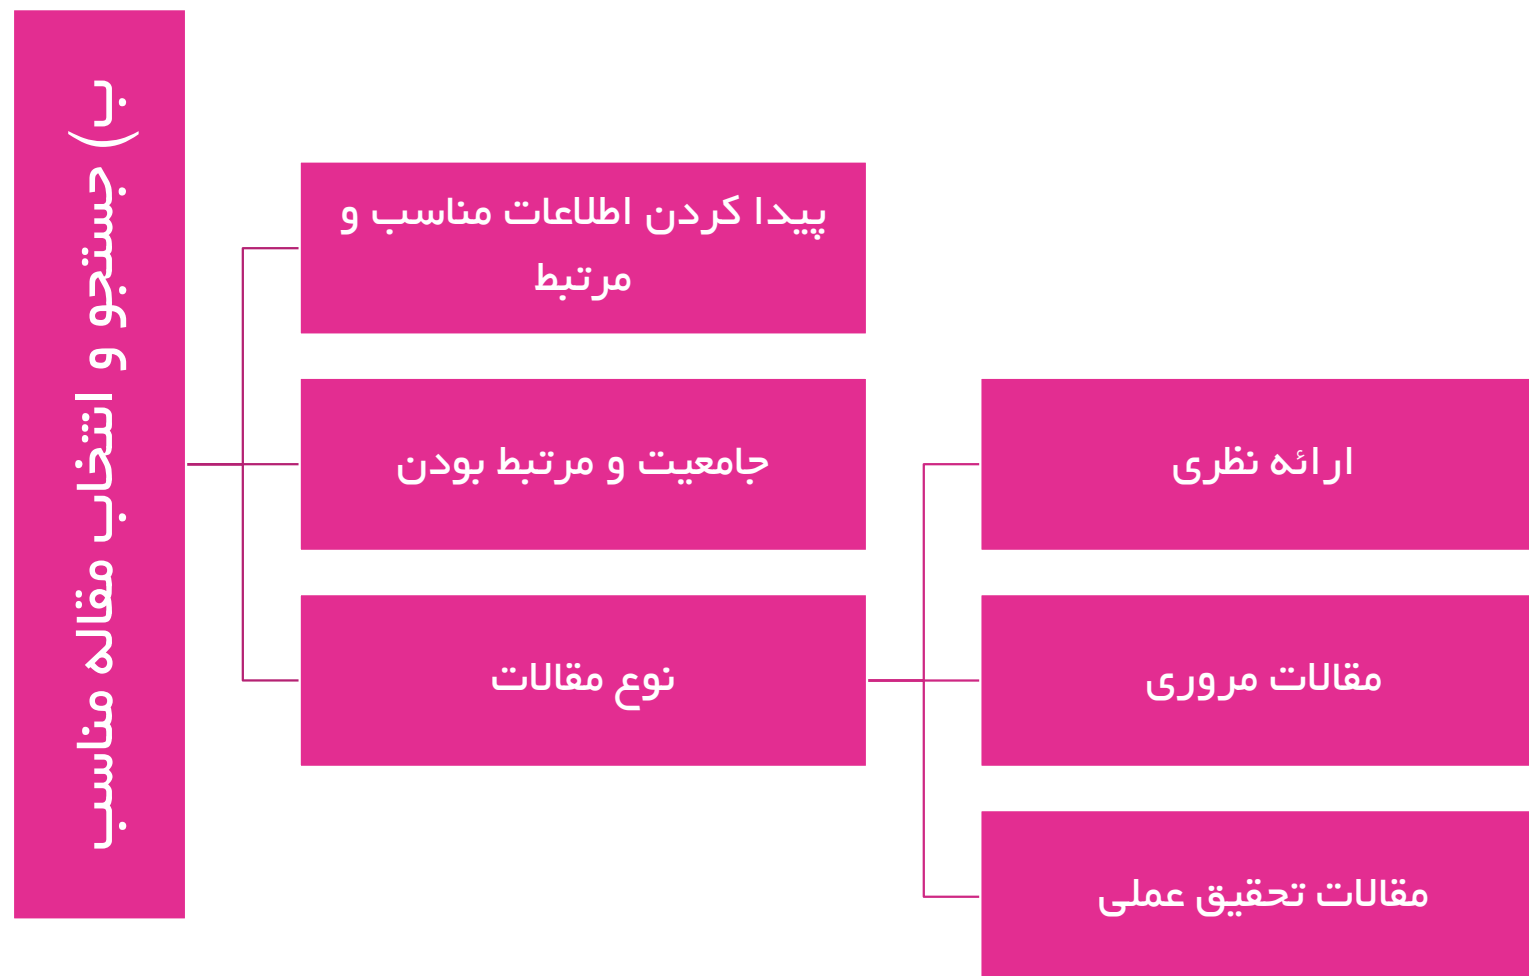 ب) جستجو و انتخاب مقاله مناسب
پیدا کردن اطلاعات مناسب و
مرتبط
جامعیت و مرتبط بودن
نوع مقالات
ارائه نظری
مقالات مروری
مقالات تحقیق عملی